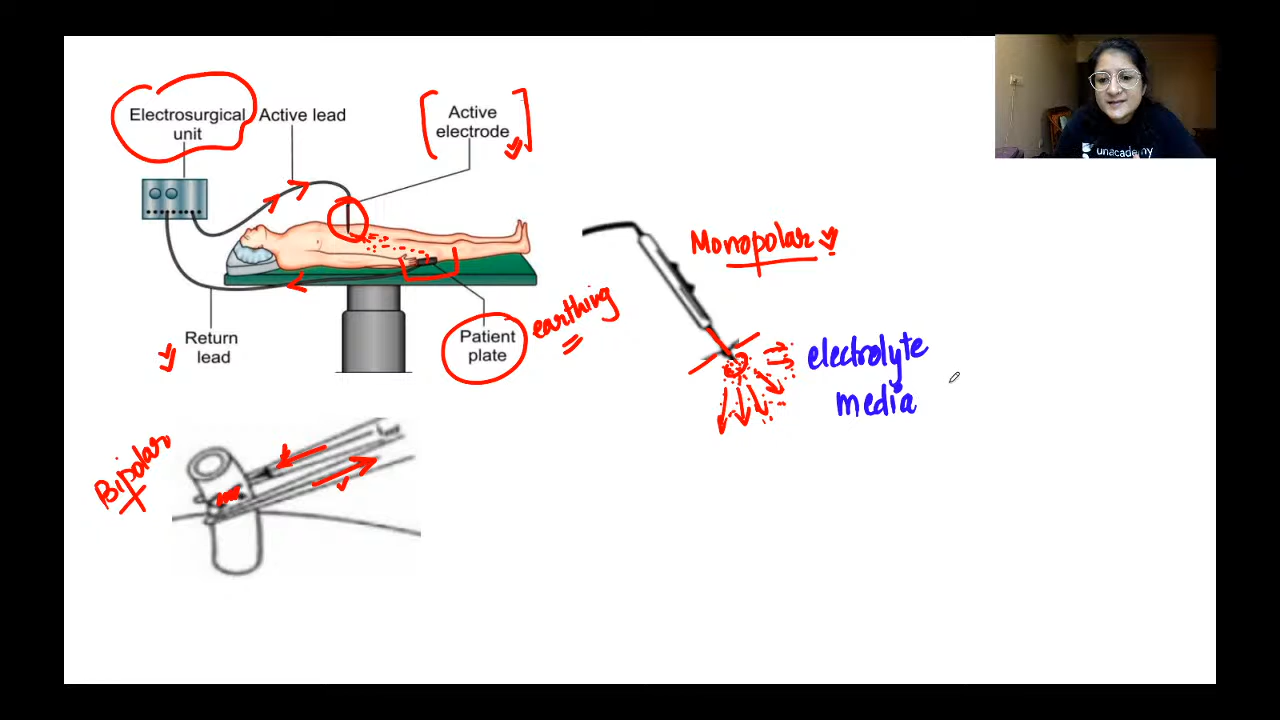 Electrosurgical
unit
Active lead
Active
electrode
Monopolar
Return
lead
Patient
plate
earthing
electrolyte
media
Bipolar
unacademy